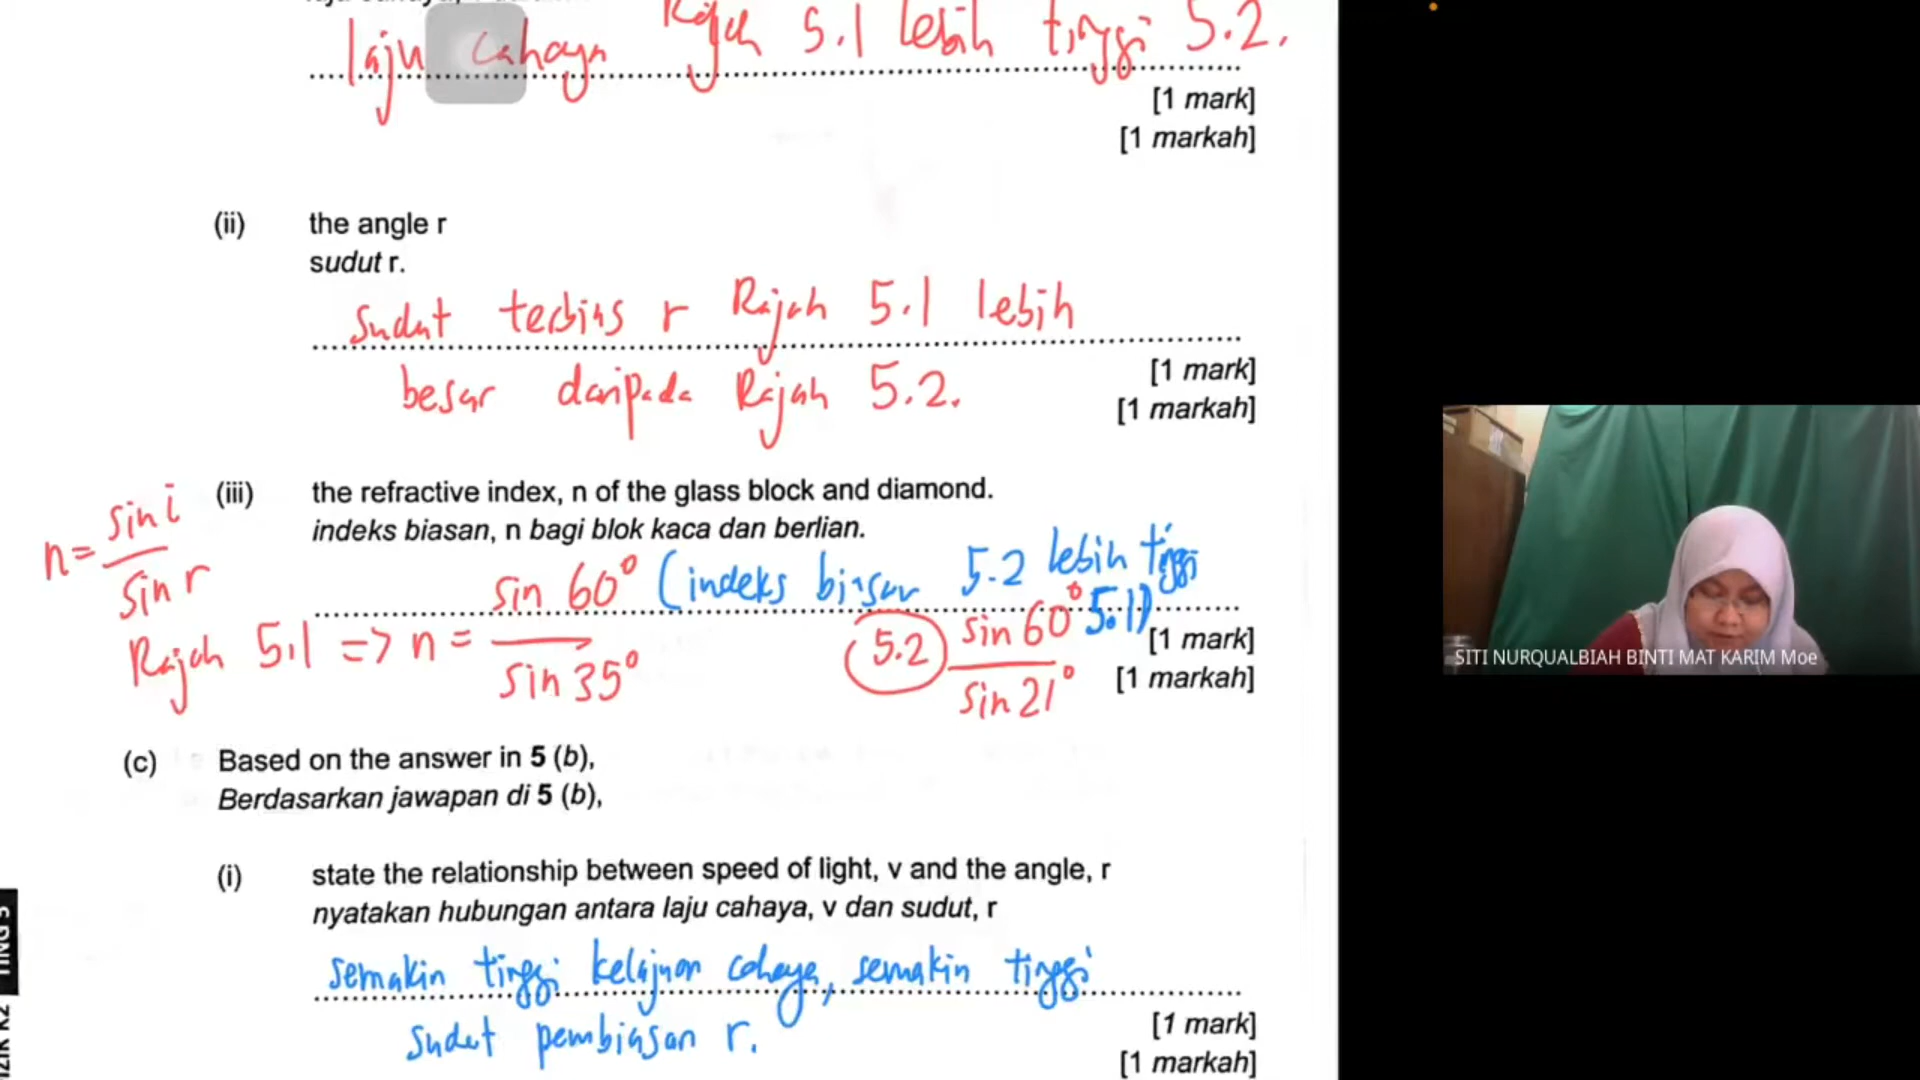 laju cahaya Rajah 5.1 lebih tinggi 5.2.
[1 mark]
[1 markah]
(ii) the angle r
sudut r.
sudut terbias r Rajah 5.1 lebih
[1 mark]
besar daripada Rajah 5.2.
[1 markah]
(iii) the refractive index, n of the glass block and diamond.
indeks biasan, n bagi blok kaca dan berlian.
n = sin i / sin r
(indeks biasan 5.2 lebih tinggi
5.1)
Rajah 5.1 => n = sin 60° / sin 35°
5.2 sin 60° / sin 21°
[1 mark]
[1 markah]
(c) Based on the answer in 5 (b),
Berdasarkan jawapan di 5 (b),
(i) state the relationship between speed of light, v and the angle, r
nyatakan hubungan antara laju cahaya, v dan sudut, r
semakin tinggi kelajuan cahaya, semakin tinggi
[1 mark]
sudut pembiasan r.
[1 markah]
SITI NURQUALBIAH BINTI MAT KARIM Moe